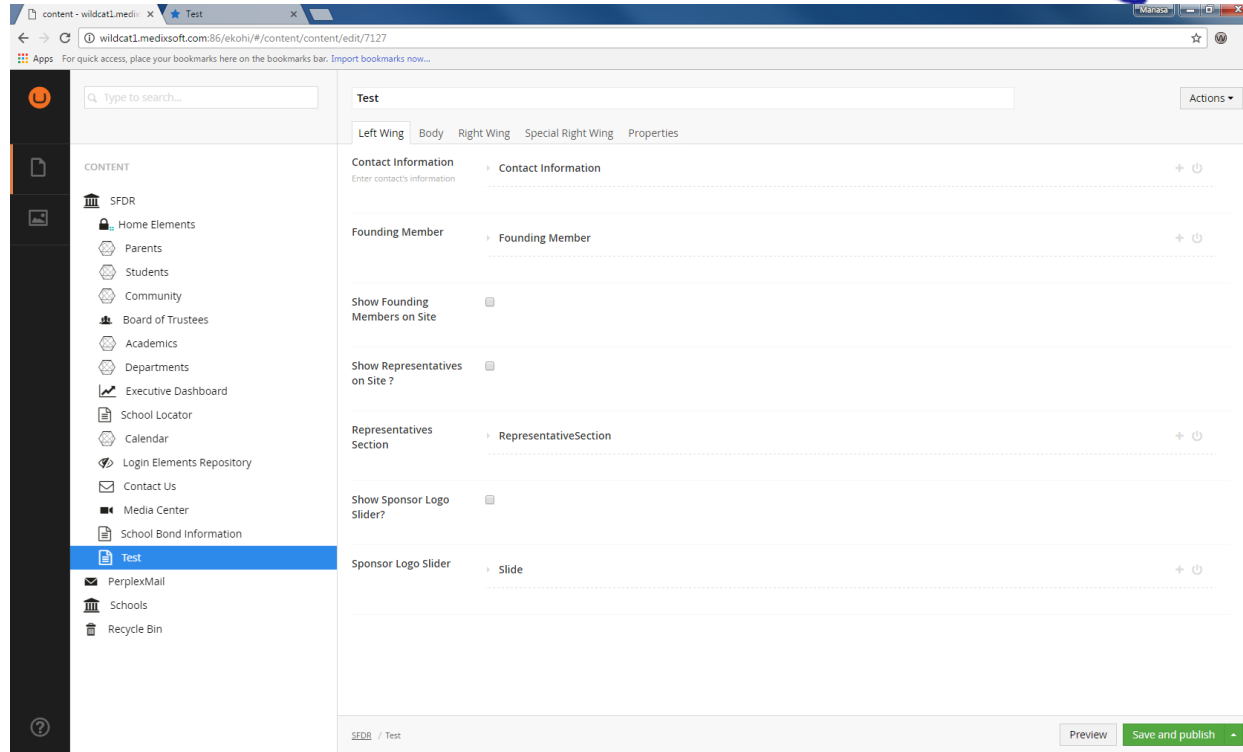 content - wildcat1.medix
Test
Manasa
wildcat1.medixsoft.com:86/ekohi/#/content/content/edit/7127
Apps For quick access, place your bookmarks here on the bookmarks bar. Import bookmarks now...
Type to search...
Test
Actions
Left Wing Body Right Wing Special Right Wing Properties
CONTENT
SFDR
Home Elements
Parents
Students
Community
Board of Trustees
Academics
Departments
Executive Dashboard
School Locator
Calendar
Login Elements Repository
Contact Us
Media Center
School Bond Information
Test
PerplexMail
Schools
Recycle Bin
Contact Information
Enter contact's information
Contact Information
Founding Member
Founding Member
Show Founding
Members on Site
Show Representatives
on Site ?
Representatives
Section
RepresentativeSection
Show Sponsor Logo
Slider?
Sponsor Logo Slider
Slide
SFDR / Test
Preview
Save and publish